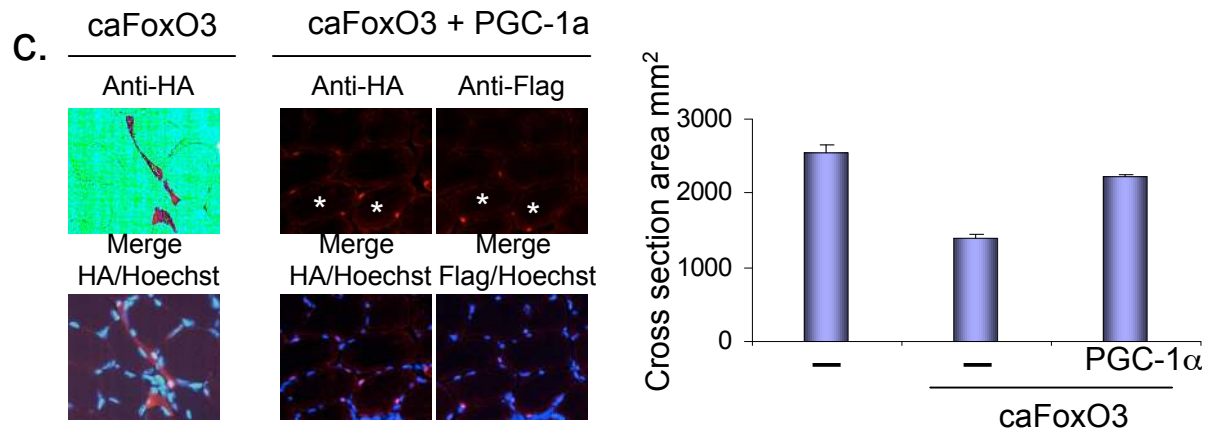 c.
caFoxO3
caFoxO3 + PGC-1a
Anti-HA
Anti-HA
Anti-Flag
* *
* *
Merge
HA/Hoechst
Merge
HA/Hoechst
Merge
Flag/Hoechst
Cross section area mm²
3000
2000
1000
0
–
–
PGC-1α
caFoxO3